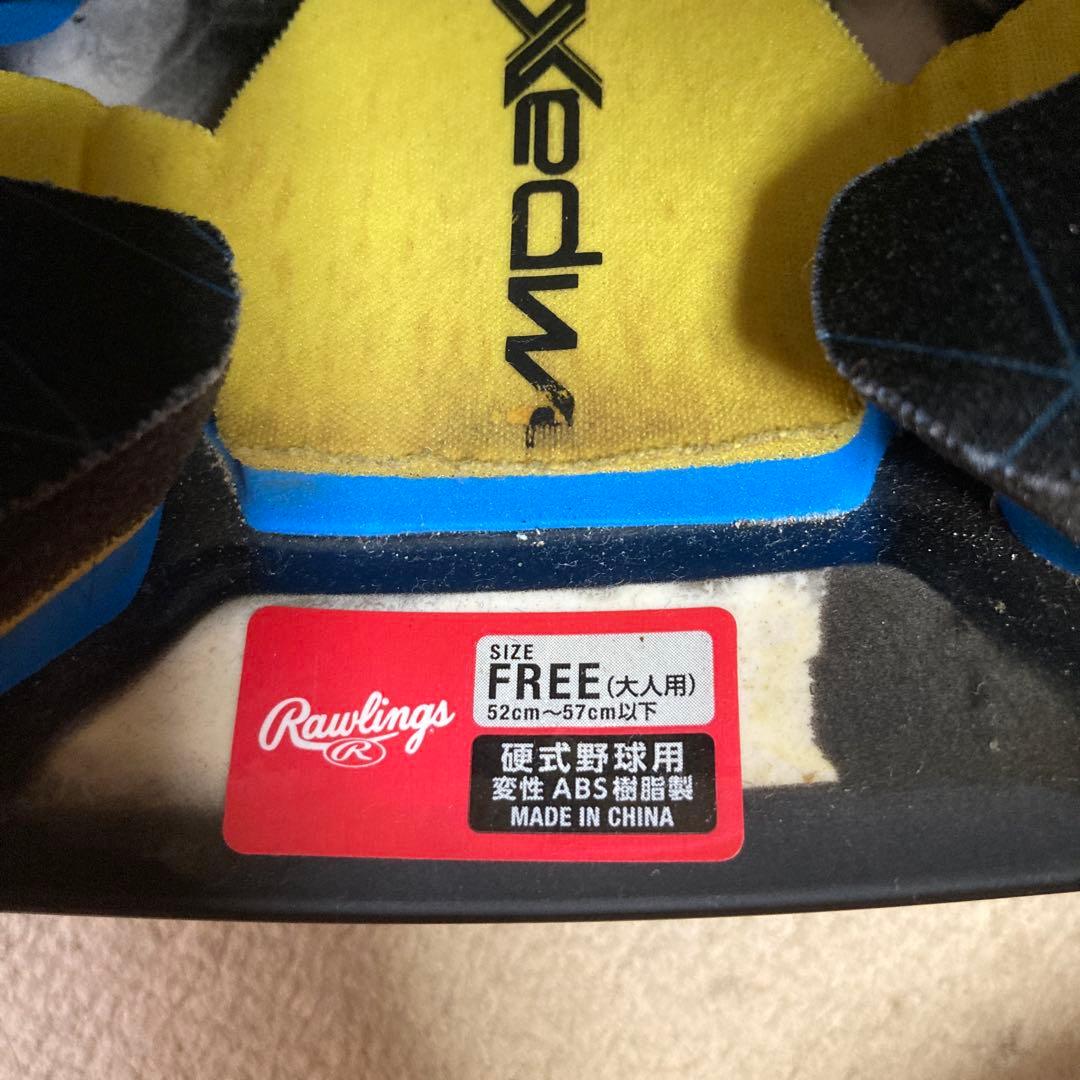 Rawlings
R
SIZE
FREE(大人用)
52cm〜57cm以下
硬式野球用
変性ABS樹脂製
MADE IN CHINA